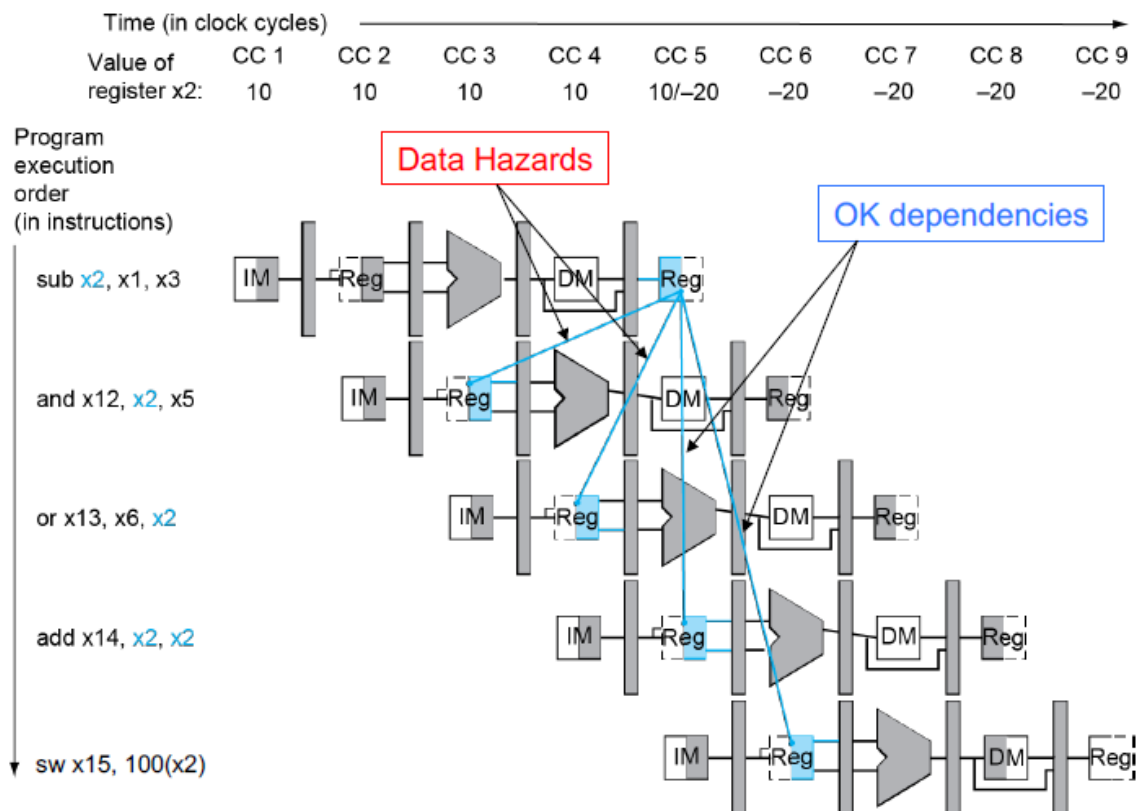 Time (in clock cycles)
Value of register x2:
CC 1 CC 2 CC 3 CC 4 CC 5 CC 6 CC 7 CC 8 CC 9
10 10 10 10 10/–20 –20 –20 –20 –20
Program
execution
order
(in instructions)
Data Hazards
OK dependencies
sub x2, x1, x3
IM Reg DM Reg
and x12, x2, x5
IM Reg DM Reg
or x13, x6, x2
IM Reg DM Reg
add x14, x2, x2
IM Reg DM Reg
sw x15, 100(x2)
IM Reg DM Reg